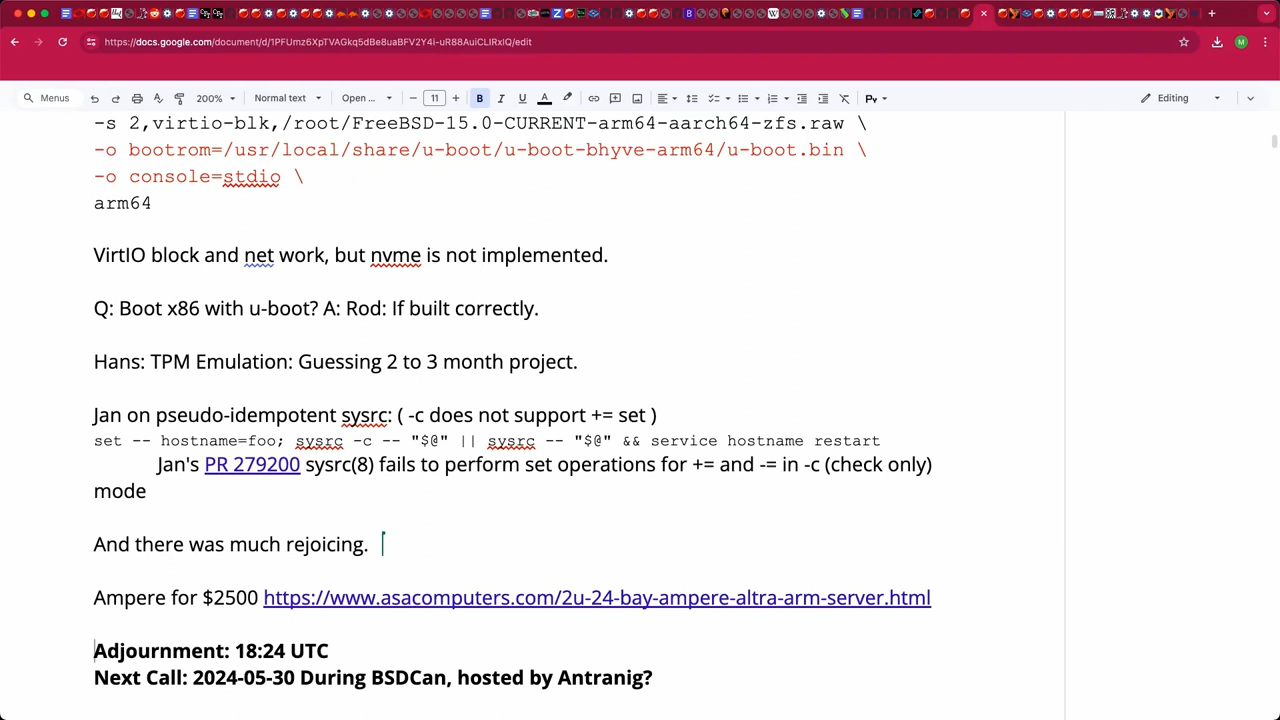 https://docs.google.com/document/d/1PFUmz6XpTVAGkq5dBe8uaBFV2Y4i-uR88AuiCLIRxIQ/edit
M
Menus
200%
Normal text
Open ...
11
B
I
U
A
Editing
-s 2,virtio-blk,/root/FreeBSD-15.0-CURRENT-arm64-aarch64-zfs.raw \
-o bootrom=/usr/local/share/u-boot/u-boot-bhyve-arm64/u-boot.bin \
-o console=stdio \
arm64
VirtIO block and net work, but nvme is not implemented.
Q: Boot x86 with u-boot? A: Rod: If built correctly.
Hans: TPM Emulation: Guessing 2 to 3 month project.
Jan on pseudo-idempotent sysrc: ( -c does not support += set )
set -- hostname=foo; sysrc -c -- "$@" || sysrc -- "$@" && service hostname restart
Jan's PR 279200 sysrc(8) fails to perform set operations for += and -= in -c (check only)
mode
And there was much rejoicing.
Ampere for $2500 https://www.asacomputers.com/2u-24-bay-ampere-altra-arm-server.html
Adjournment: 18:24 UTC
Next Call: 2024-05-30 During BSDCan, hosted by Antranig?